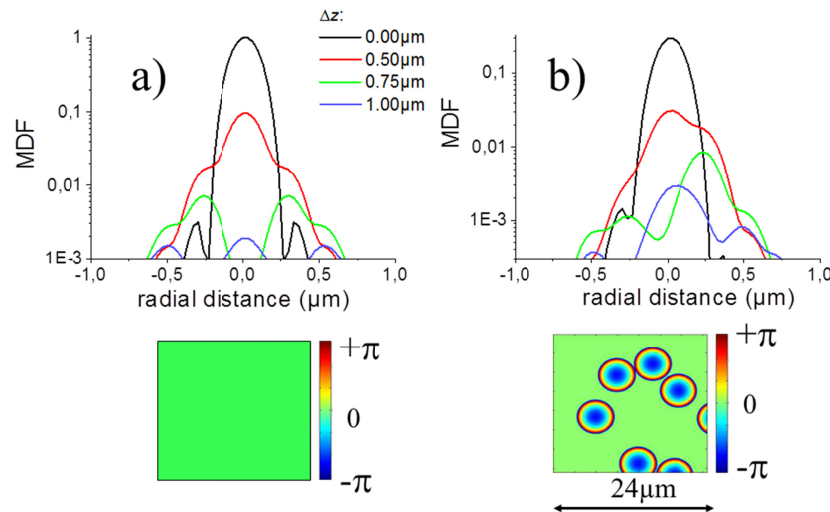 Δz:
0.00µm
0.50µm
0.75µm
1.00µm
a)
MDF
1
0,1
0,01
1E-3
-1,0 -0,5 0,0 0,5 1,0
radial distance (µm)
b)
MDF
0,1
0,01
1E-3
-1,0 -0,5 0,0 0,5 1,0
radial distance (µm)
+π
0
-π
+π
0
-π
24µm